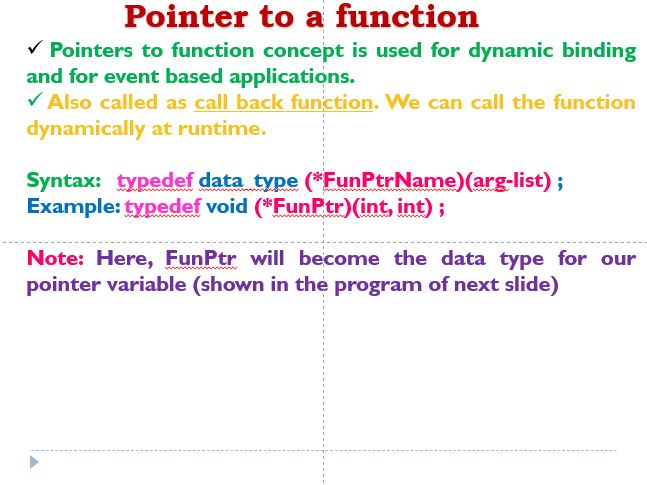 Pointer to a function
✓ Pointers to function concept is used for dynamic binding
and for event based applications.
✓ Also called as call back function. We can call the function
dynamically at runtime.
Syntax: typedef data_type (*FunPtrName)(arg-list) ;
Example: typedef void (*FunPtr)(int, int) ;
Note: Here, FunPtr will become the data type for our
pointer variable (shown in the program of next slide)